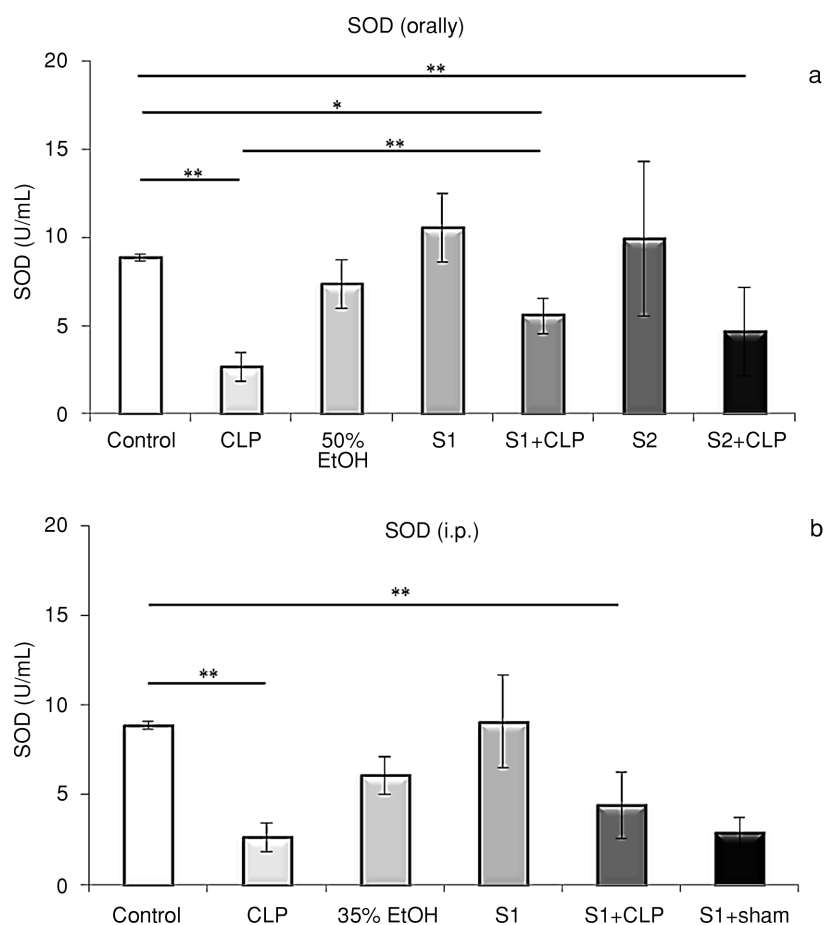 SOD (orally)
a
20
15
10
5
0
SOD (U/mL)
**
*
**
**
Control CLP 50% EtOH S1 S1+CLP S2 S2+CLP
SOD (i.p.)
b
20
15
10
5
0
SOD (U/mL)
**
**
Control CLP 35% EtOH S1 S1+CLP S1+sham